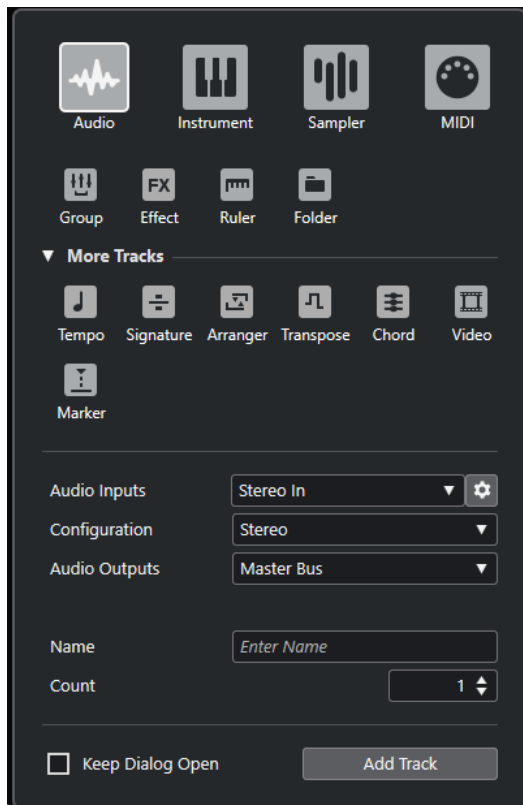 Audio Instrument Sampler MIDI
FX
Group Effect Ruler Folder
More Tracks
Tempo Signature Arranger Transpose Chord Video
Marker
Audio Inputs Stereo In
Configuration Stereo
Audio Outputs Master Bus
Name Enter Name
Count 1
Keep Dialog Open Add Track